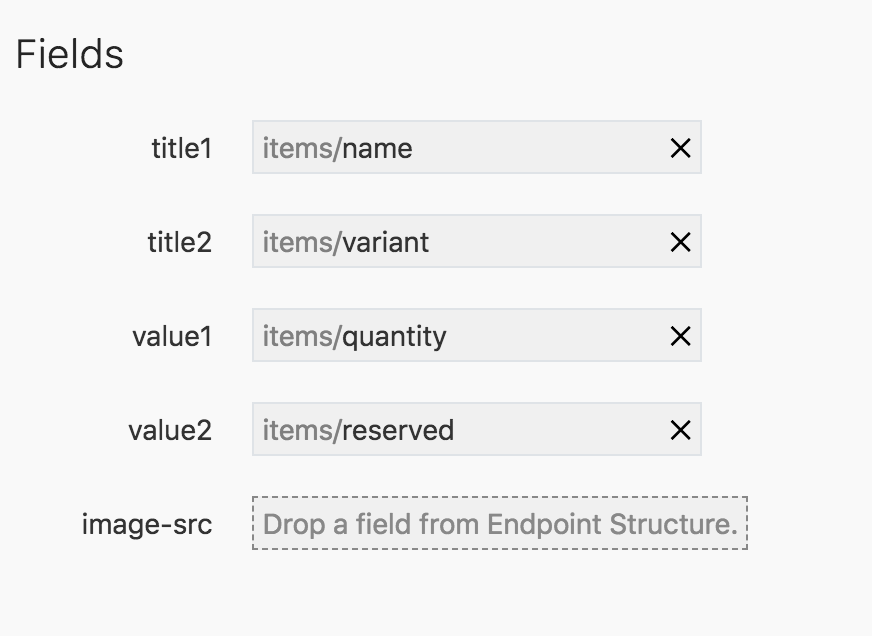 Fields
title1 items/name
title2 items/variant
value1 items/quantity
value2 items/reserved
image-src Drop a field from Endpoint Structure.